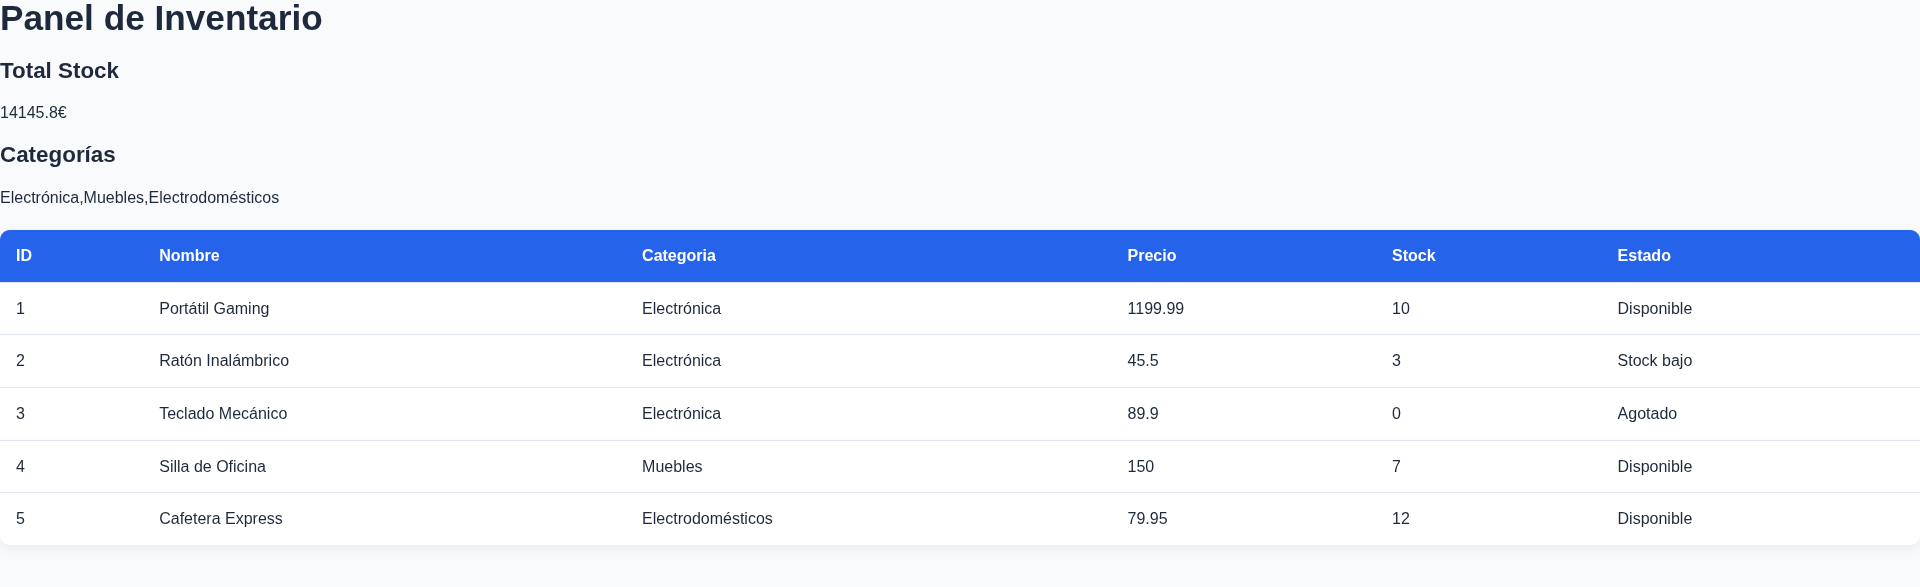 Panel de Inventario
Total Stock
14145.8€
Categorías
Electrónica,Muebles,Electrodomésticos
ID Nombre Categoria Precio Stock Estado
1 Portátil Gaming Electrónica 1199.99 10 Disponible
2 Ratón Inalámbrico Electrónica 45.5 3 Stock bajo
3 Teclado Mecánico Electrónica 89.9 0 Agotado
4 Silla de Oficina Muebles 150 7 Disponible
5 Cafetera Express Electrodomésticos 79.95 12 Disponible